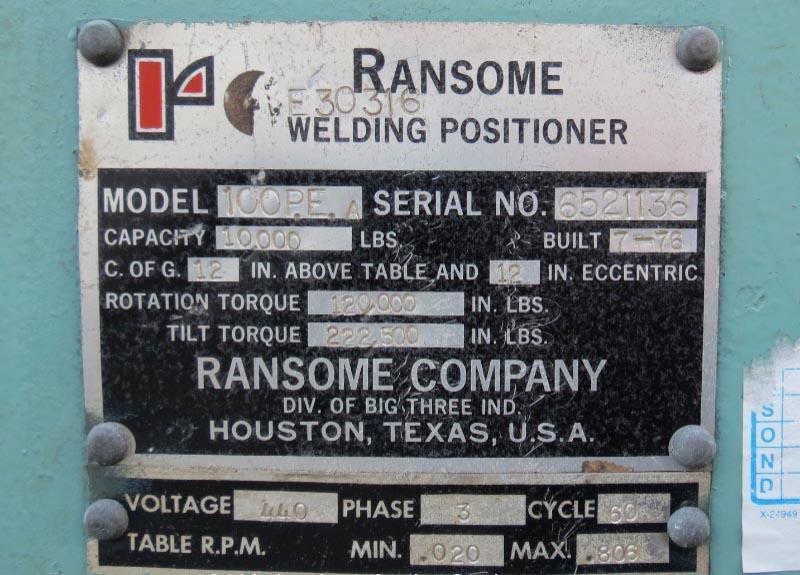 RANSOME
E30316
WELDING POSITIONER
MODEL 100P.E. A SERIAL NO. 6521136
CAPACITY 10,000 LBS. BUILT 7-76
C. OF G. 12 IN. ABOVE TABLE AND 12 IN. ECCENTRIC
ROTATION TORQUE 120,000 IN. LBS.
TILT TORQUE 222,500 IN. LBS.
RANSOME COMPANY
DIV. OF BIG THREE IND.
HOUSTON, TEXAS, U.S.A.
VOLTAGE 440 PHASE 3 CYCLE 60
TABLE R.P.M. MIN. .020 MAX. .806
S
O
N
D
X-24949